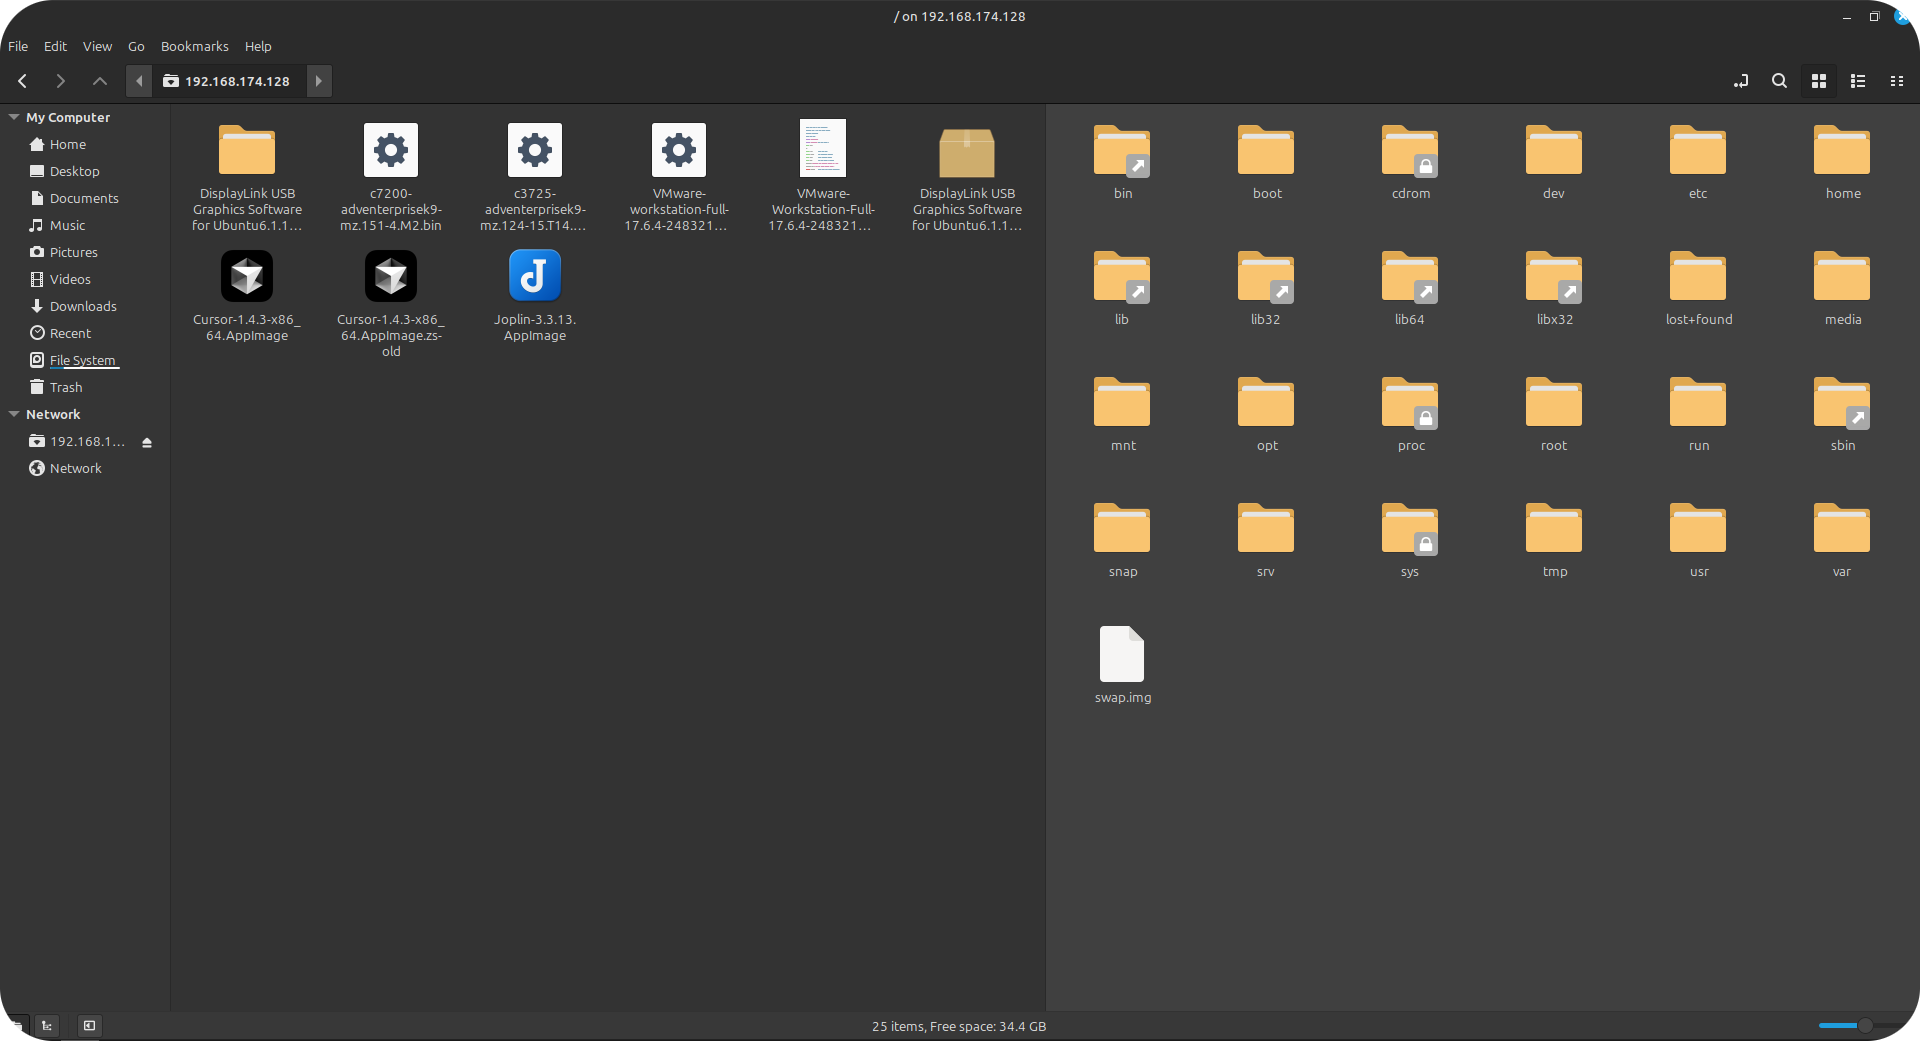 / on 192.168.174.128
File Edit View Go Bookmarks Help
192.168.174.128
My Computer
Home
Desktop
Documents
Music
Pictures
Videos
Downloads
Recent
File System
Trash
Network
192.168.1…
Network
DisplayLink USB
Graphics Software
for Ubuntu6.1.1…
c7200-
adventerprisek9-
mz.151-4.M2.bin
c3725-
adventerprisek9-
mz.124-15.T14.…
VMware-
workstation-full-
17.6.4-248321…
VMware-
Workstation-Full-
17.6.4-248321…
DisplayLink USB
Graphics Software
for Ubuntu6.1.1…
Cursor-1.4.3-x86_
64.AppImage
Cursor-1.4.3-x86_
64.AppImage.zs-
old
Joplin-3.3.13.
AppImage
bin
boot
cdrom
dev
etc
home
lib
lib32
lib64
libx32
lost+found
media
mnt
opt
proc
root
run
sbin
snap
srv
sys
tmp
usr
var
swap.img
25 items, Free space: 34.4 GB